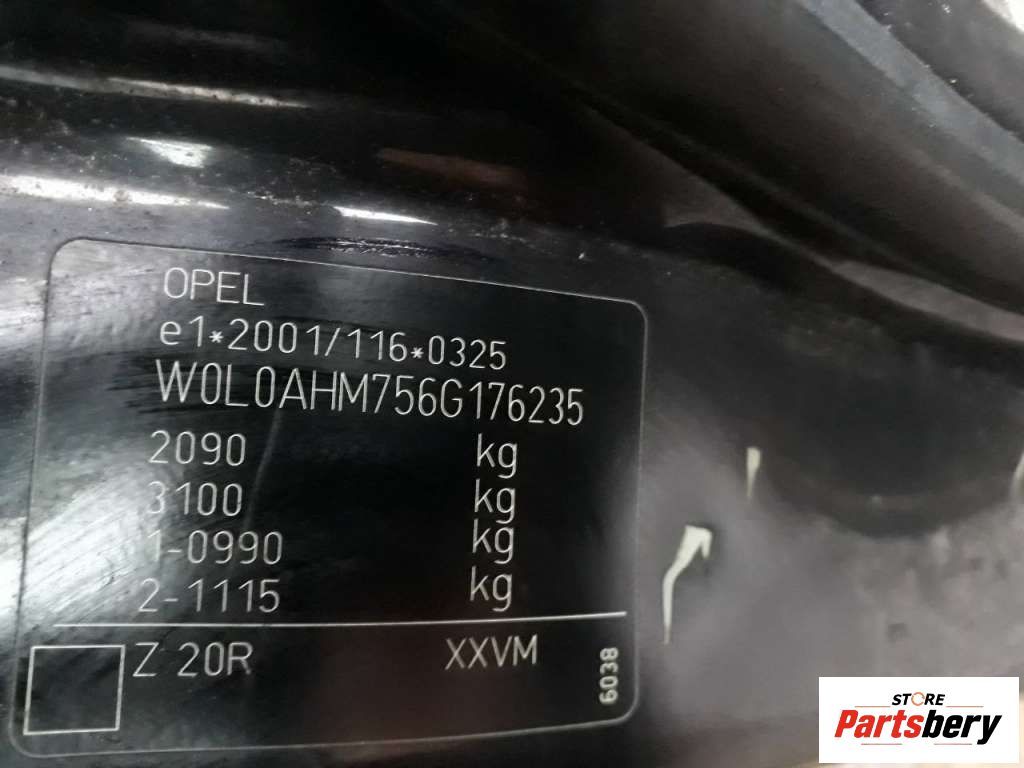 OPEL
e1*2001/116*0325
W0L0AHM756G176235
2090 kg
3100 kg
1-0990 kg
2-1115 kg
Z 20R XXVM
6038
STORE
Partsbery